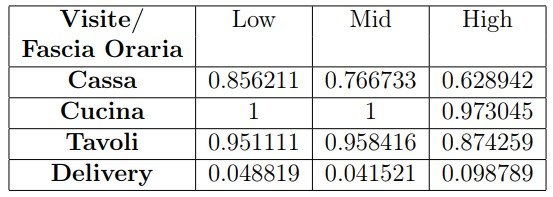 Visite/ Low Mid High
Fascia Oraria
Cassa 0.856211 0.766733 0.628942
Cucina 1 1 0.973045
Tavoli 0.951111 0.958416 0.874259
Delivery 0.048819 0.041521 0.098789